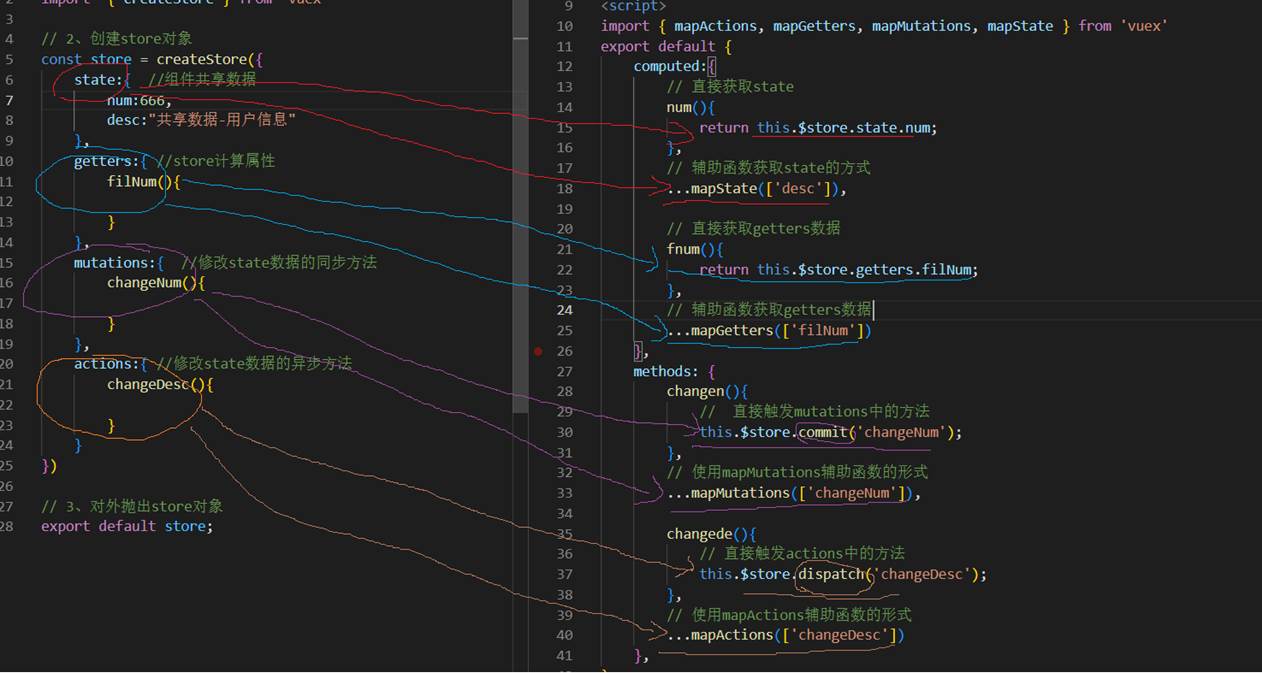 import { createStore } from 'vuex'
3
4 // 2、创建store对象
5 const store = createStore({
6 state:{ //组件共享数据
7 num:666,
8 desc:"共享数据-用户信息"
9 },
10 getters:{ //store计算属性
11 filNum(){
12
13 }
14 },
15 mutations:{ //修改state数据的同步方法
16 changeNum(){
17
18 }
19 },
20 actions:{ //修改state数据的异步方法
21 changeDesc(){
22
23 }
24 }
25 })
26
27 // 3、对外抛出store对象
28 export default store;
9 <script>
10 import { mapActions, mapGetters, mapMutations, mapState } from 'vuex'
11 export default {
12 computed:{
13 // 直接获取state
14 num(){
15 return this.$store.state.num;
16 },
17 // 辅助函数获取state的方式
18 ...mapState(['desc']),
19
20 // 直接获取getters数据
21 fnum(){
22 return this.$store.getters.filNum;
23 },
24 // 辅助函数获取getters数据
25 ...mapGetters(['filNum'])
26 },
27 methods: {
28 changen(){
29 // 直接触发mutations中的方法
30 this.$store.commit('changeNum');
31 },
32 // 使用mapMutations辅助函数的形式
33 ...mapMutations(['changeNum']),
34
35 changede(){
36 // 直接触发actions中的方法
37 this.$store.dispatch('changeDesc');
38 },
39 // 使用mapActions辅助函数的形式
40 ...mapActions(['changeDesc'])
41 },